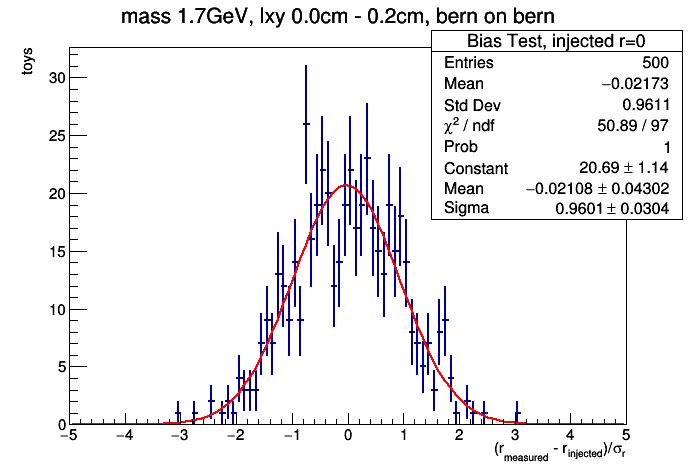 mass 1.7GeV, lxy 0.0cm - 0.2cm, bern on bern
Bias Test, injected r=0
Entries 500
Mean −0.02173
Std Dev 0.9611
χ² / ndf 50.89 / 97
Prob 1
Constant 20.69 ± 1.14
Mean −0.02108 ± 0.04302
Sigma 0.9601 ± 0.0304
toys
30
25
20
15
10
5
0
−5 −4 −3 −2 −1 0 1 2 3 4 5
(r_measured - r_injected)/σ_r